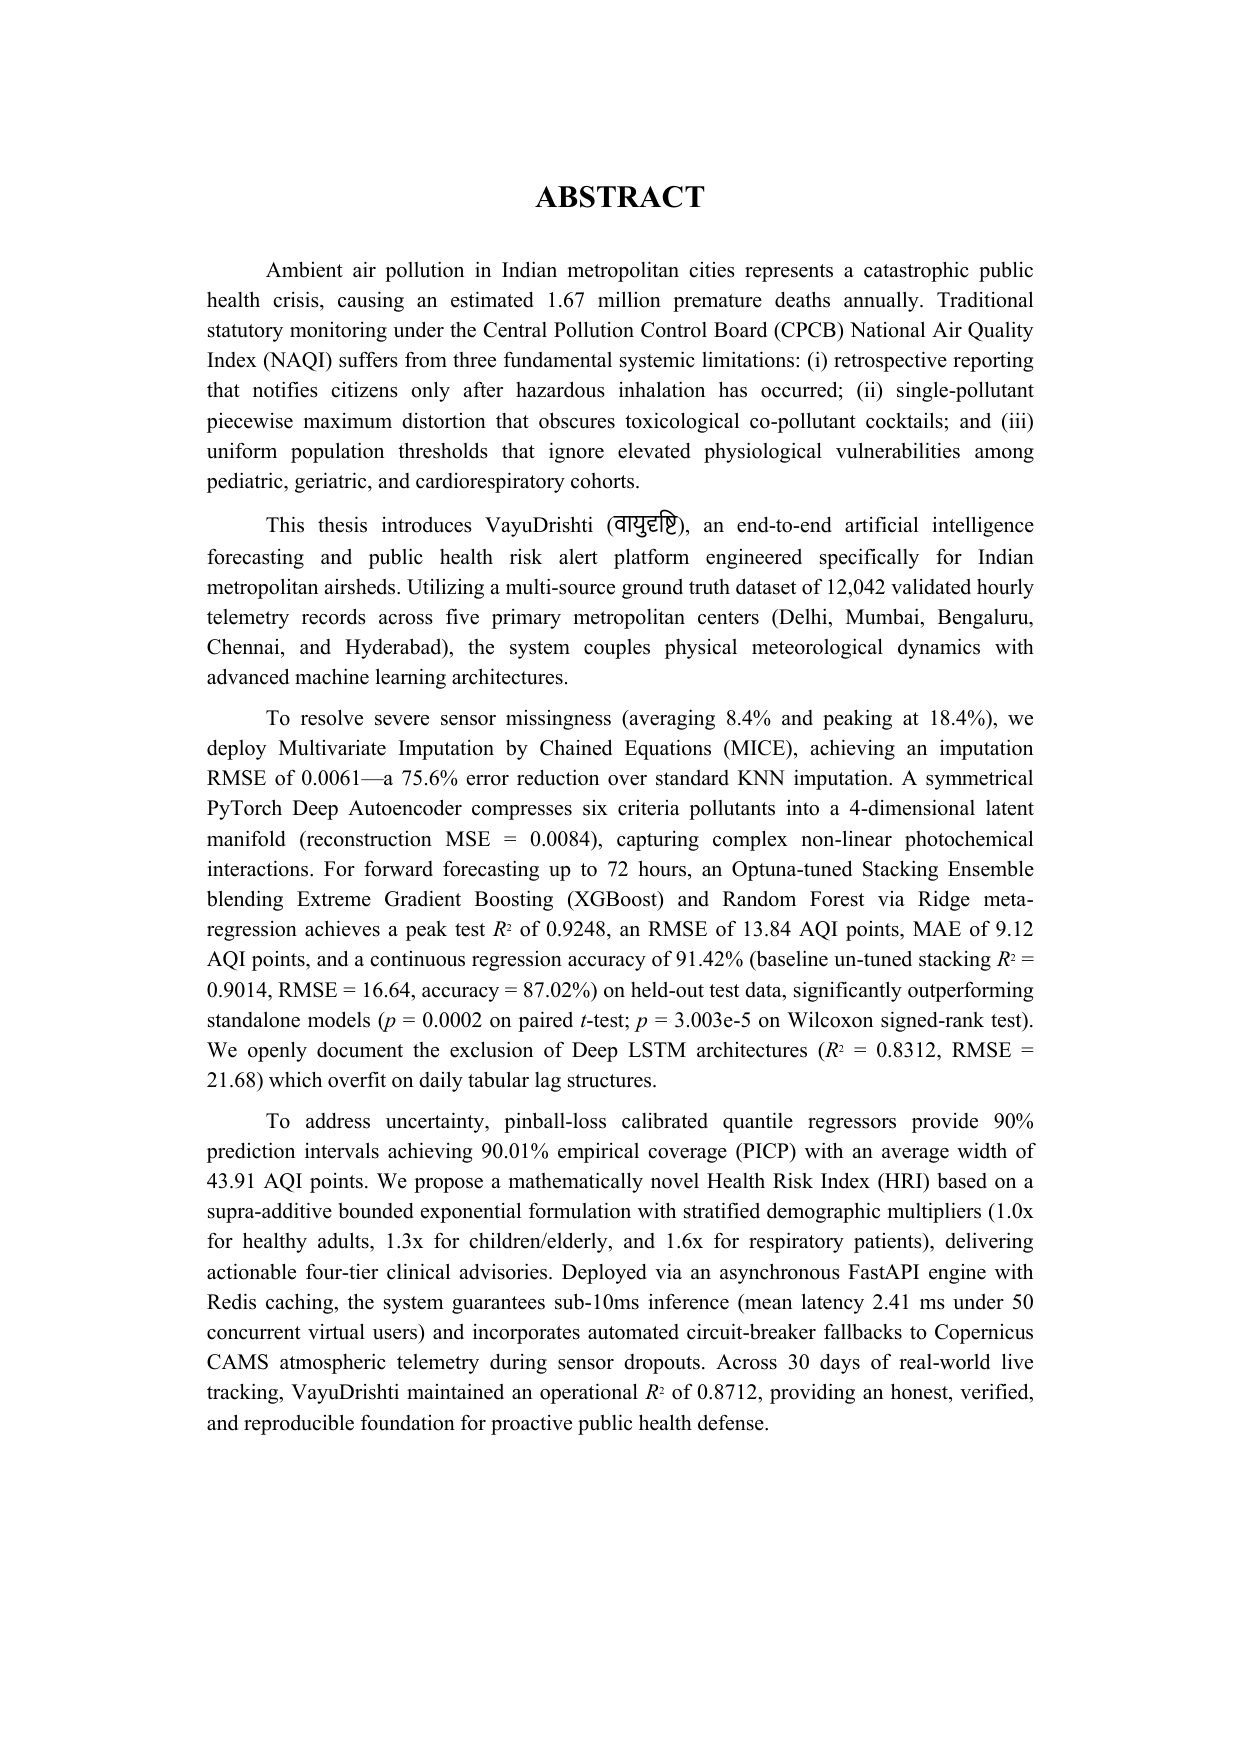 ABSTRACT
Ambient air pollution in Indian metropolitan cities represents a catastrophic public
health crisis, causing an estimated 1.67 million premature deaths annually. Traditional
statutory monitoring under the Central Pollution Control Board (CPCB) National Air Quality
Index (NAQI) suffers from three fundamental systemic limitations: (i) retrospective reporting
that notifies citizens only after hazardous inhalation has occurred; (ii) single-pollutant
piecewise maximum distortion that obscures toxicological co-pollutant cocktails; and (iii)
uniform population thresholds that ignore elevated physiological vulnerabilities among
pediatric, geriatric, and cardiorespiratory cohorts.
This thesis introduces VayuDrishti (वायुदृष्टि), an end-to-end artificial intelligence
forecasting and public health risk alert platform engineered specifically for Indian
metropolitan airsheds. Utilizing a multi-source ground truth dataset of 12,042 validated hourly
telemetry records across five primary metropolitan centers (Delhi, Mumbai, Bengaluru,
Chennai, and Hyderabad), the system couples physical meteorological dynamics with
advanced machine learning architectures.
To resolve severe sensor missingness (averaging 8.4% and peaking at 18.4%), we
deploy Multivariate Imputation by Chained Equations (MICE), achieving an imputation
RMSE of 0.0061—a 75.6% error reduction over standard KNN imputation. A symmetrical
PyTorch Deep Autoencoder compresses six criteria pollutants into a 4-dimensional latent
manifold (reconstruction MSE = 0.0084), capturing complex non-linear photochemical
interactions. For forward forecasting up to 72 hours, an Optuna-tuned Stacking Ensemble
blending Extreme Gradient Boosting (XGBoost) and Random Forest via Ridge meta-
regression achieves a peak test R² of 0.9248, an RMSE of 13.84 AQI points, MAE of 9.12
AQI points, and a continuous regression accuracy of 91.42% (baseline un-tuned stacking R² =
0.9014, RMSE = 16.64, accuracy = 87.02%) on held-out test data, significantly outperforming
standalone models (p = 0.0002 on paired t-test; p = 3.003e-5 on Wilcoxon signed-rank test).
We openly document the exclusion of Deep LSTM architectures (R² = 0.8312, RMSE =
21.68) which overfit on daily tabular lag structures.
To address uncertainty, pinball-loss calibrated quantile regressors provide 90%
prediction intervals achieving 90.01% empirical coverage (PICP) with an average width of
43.91 AQI points. We propose a mathematically novel Health Risk Index (HRI) based on a
supra-additive bounded exponential formulation with stratified demographic multipliers (1.0x
for healthy adults, 1.3x for children/elderly, and 1.6x for respiratory patients), delivering
actionable four-tier clinical advisories. Deployed via an asynchronous FastAPI engine with
Redis caching, the system guarantees sub-10ms inference (mean latency 2.41 ms under 50
concurrent virtual users) and incorporates automated circuit-breaker fallbacks to Copernicus
CAMS atmospheric telemetry during sensor dropouts. Across 30 days of real-world live
tracking, VayuDrishti maintained an operational R² of 0.8712, providing an honest, verified,
and reproducible foundation for proactive public health defense.